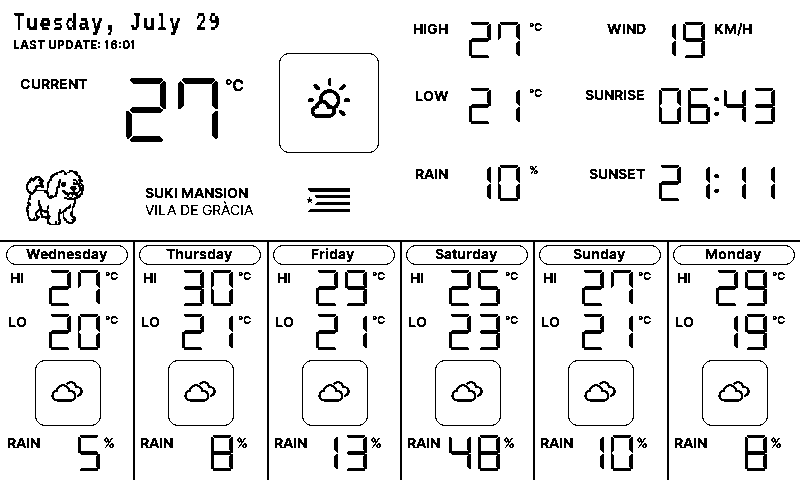 Tuesday, July 29
LAST UPDATE: 16:01
CURRENT 27 °C
HIGH 27 °C
WIND 19 KM/H
LOW 21 °C
SUNRISE 06:43
RAIN 10 %
SUNSET 21:11
SUKI MANSION
VILA DE GRÀCIA
Wednesday
HI 27 °C
LO 20 °C
RAIN 5 %
Thursday
HI 30 °C
LO 21 °C
RAIN 8 %
Friday
HI 29 °C
LO 21 °C
RAIN 13 %
Saturday
HI 25 °C
LO 23 °C
RAIN 48 %
Sunday
HI 27 °C
LO 21 °C
RAIN 10 %
Monday
HI 29 °C
LO 19 °C
RAIN 8 %